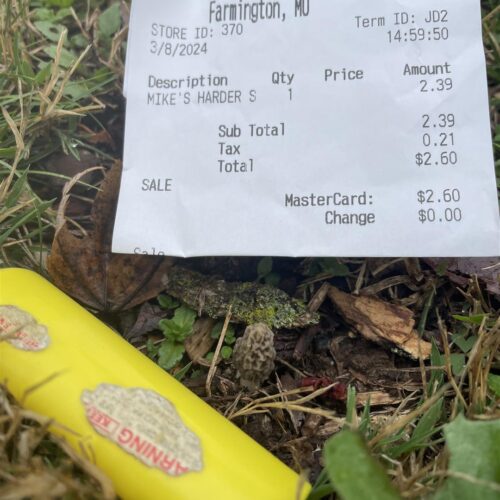 Farmington, MO
STORE ID: 370 Term ID: JD2
3/8/2024 14:59:50
Description Qty Price Amount
MIKE'S HARDER S 1 2.39
Sub Total 2.39
Tax 0.21
Total $2.60
SALE
MasterCard: $2.60
Change $0.00
Sale
ARNING